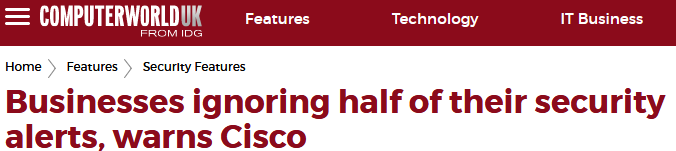 COMPUTERWORLDUK Features Technology IT Business
FROM IDG
Home Features Security Features
Businesses ignoring half of their security
alerts, warns Cisco